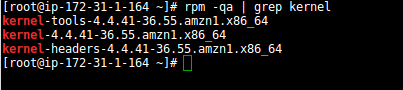 [root@ip-172-31-1-164 ~]# rpm -qa | grep kernel
kernel-tools-4.4.41-36.55.amzn1.x86_64
kernel-4.4.41-36.55.amzn1.x86_64
kernel-headers-4.4.41-36.55.amzn1.x86_64
[root@ip-172-31-1-164 ~]#